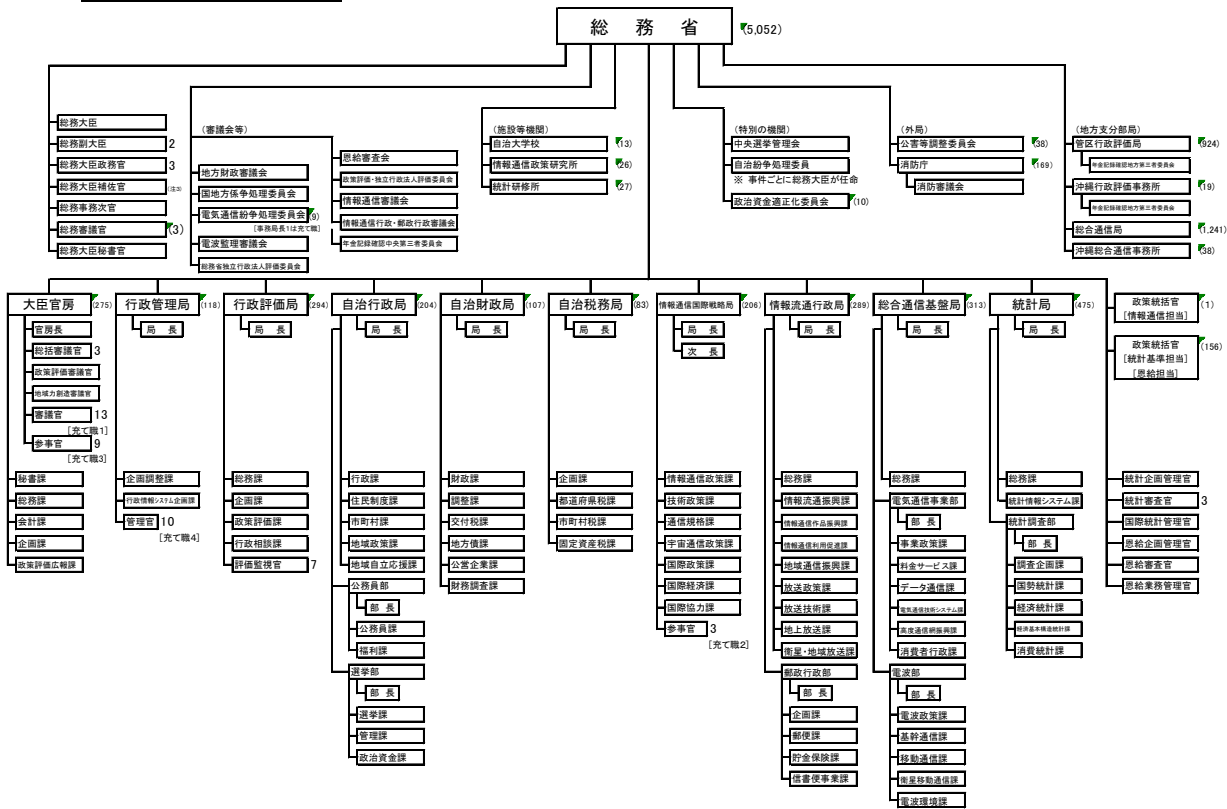 総務省 (5,052)
総務大臣
総務副大臣 2
総務大臣政務官 3
総務大臣補佐官 (注3)
総務事務次官
総務審議官 (3)
総務大臣秘書官
(審議会等)
地方財政審議会
国地方係争処理委員会
電気通信紛争処理委員会 (9)
[事務局長1は充て職]
電波監理審議会
総務省独立行政法人評価委員会
恩給審査会
政策評価・独立行政法人評価委員会
情報通信審議会
情報通信行政・郵政行政審議会
年金記録確認中央第三者委員会
(施設等機関)
自治大学校 (13)
情報通信政策研究所 (26)
統計研修所 (27)
(特別の機関)
中央選挙管理会
自治紛争処理委員
※ 事件ごとに総務大臣が任命
政治資金適正化委員会 (10)
(外局)
公害等調整委員会 (38)
消防庁 (169)
消防審議会
(地方支分部局)
管区行政評価局 (924)
年金記録確認地方第三者委員会
沖縄行政評価事務所 (19)
年金記録確認地方第三者委員会
総合通信局 (1,241)
沖縄総合通信事務所 (38)
大臣官房 (275)
官房長
総括審議官 3
政策評価審議官
地域力創造審議官
審議官 13
[充て職1]
参事官 9
[充て職3]
秘書課
総務課
会計課
企画課
政策評価広報課
行政管理局 (118)
局 長
企画調整課
行政情報システム企画課
管理官 10
[充て職4]
行政評価局 (294)
局 長
総務課
企画課
政策評価課
行政相談課
評価監視官 7
自治行政局 (204)
局 長
行政課
住民制度課
市町村課
地域政策課
地域自立応援課
公務員部
部 長
公務員課
福利課
選挙部
部 長
選挙課
管理課
政治資金課
自治財政局 (107)
局 長
財政課
調整課
交付税課
地方債課
公営企業課
財務調査課
自治税務局 (83)
局 長
企画課
都道府県税課
市町村税課
固定資産税課
情報通信国際戦略局 (206)
局 長
次 長
情報通信政策課
技術政策課
通信規格課
宇宙通信政策課
国際政策課
国際経済課
国際協力課
参事官 3
[充て職2]
情報流通行政局 (289)
局 長
総務課
情報流通振興課
情報通信作品振興課
情報通信利用促進課
地域通信振興課
放送政策課
放送技術課
地上放送課
衛星・地域放送課
郵政行政部
部 長
企画課
郵便課
貯金保険課
信書便事業課
総合通信基盤局 (313)
局 長
総務課
電気通信事業部
部 長
事業政策課
料金サービス課
データ通信課
電気通信技術システム課
高度通信網振興課
消費者行政課
電波部
部 長
電波政策課
基幹通信課
移動通信課
衛星移動通信課
電波環境課
統計局 (475)
局 長
総務課
統計情報システム課
統計調査部
部 長
調査企画課
国勢統計課
経済統計課
経済基本構造統計課
消費統計課
政策統括官 (1)
[情報通信担当]
政策統括官 (156)
[統計基準担当]
[恩給担当]
統計企画管理官
統計審査官 3
国際統計管理官
恩給企画管理官
恩給審査官
恩給業務管理官